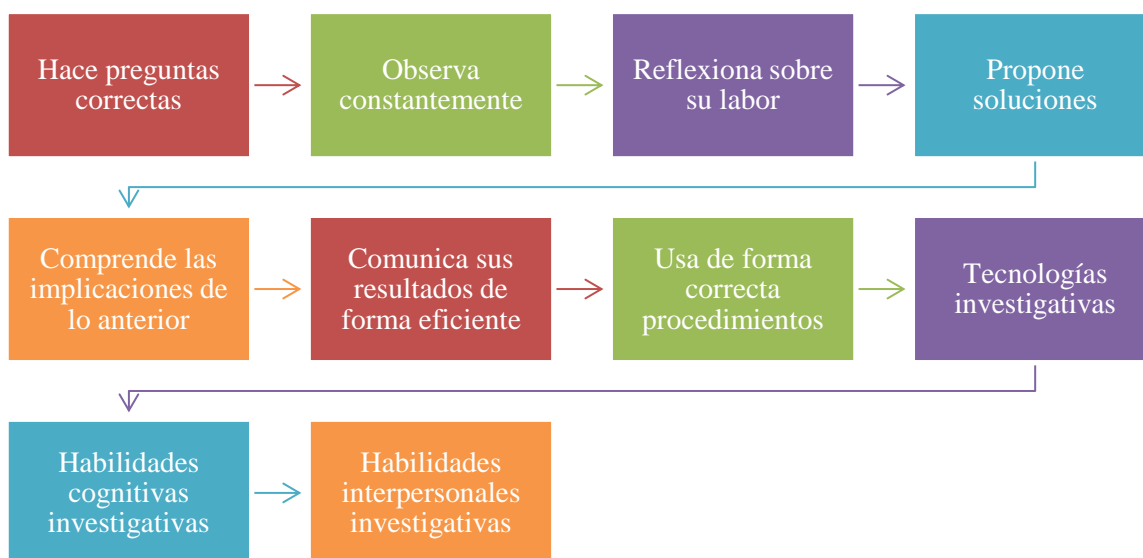 Hace preguntas
correctas
Observa
constantemente
Reflexiona sobre
su labor
Propone
soluciones
Comprende las
implicaciones de
lo anterior
Comunica sus
resultados de
forma eficiente
Usa de forma
correcta
procedimientos
Tecnologías
investigativas
Habilidades
cognitivas
investigativas
Habilidades
interpersonales
investigativas